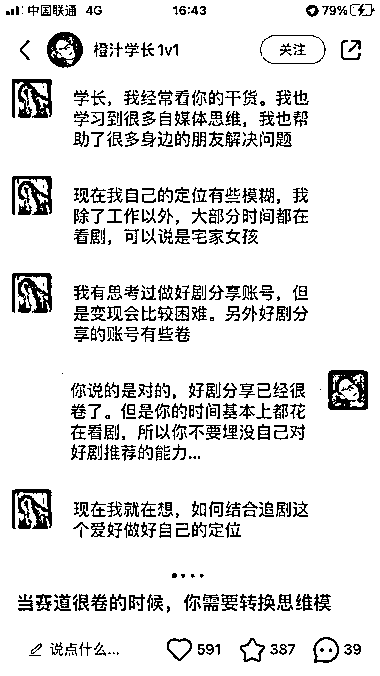 中国联通 4G 16:43 79%
橙汁学长1v1 关注
学长，我经常看你的干货。我也
学习到很多自媒体思维，我也帮
助了很多身边的朋友解决问题
现在我自己的定位有些模糊，我
除了工作以外，大部分时间都在
看剧，可以说是宅家女孩
我有思考过做好剧分享账号，但
是变现会比较困难。另外好剧分
享的账号有些卷
你说的是对的，好剧分享已经很
卷了。但是你的时间基本上都花
在看剧，所以你不要埋没自己对
好剧推荐的能力...
现在我就在想，如何结合追剧这
个爱好做好自己的定位
当赛道很卷的时候，你需要转换思维模
说点什么... 591 387 39